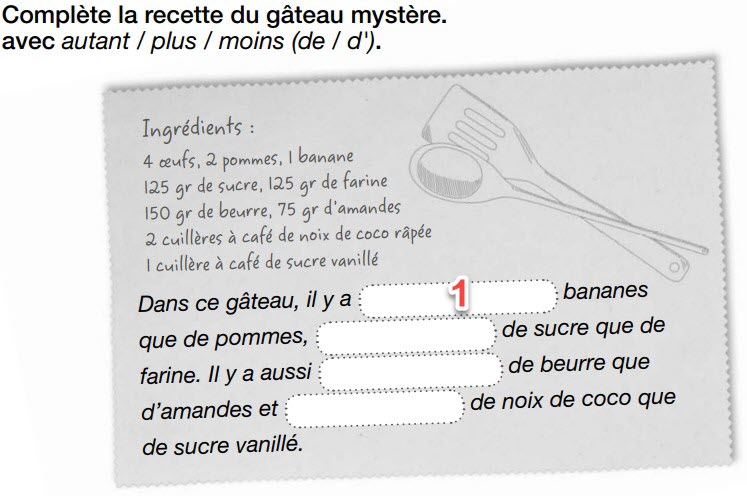 Complète la recette du gâteau mystère.
avec autant / plus / moins (de / d').
Ingrédients :
4 œufs, 2 pommes, 1 banane
125 gr de sucre, 125 gr de farine
150 gr de beurre, 75 gr d'amandes
2 cuillères à café de noix de coco râpée
1 cuillère à café de sucre vanillé
Dans ce gâteau, il y a 1 bananes
que de pommes, de sucre que de
farine. Il y a aussi de beurre que
d'amandes et de noix de coco que
de sucre vanillé.